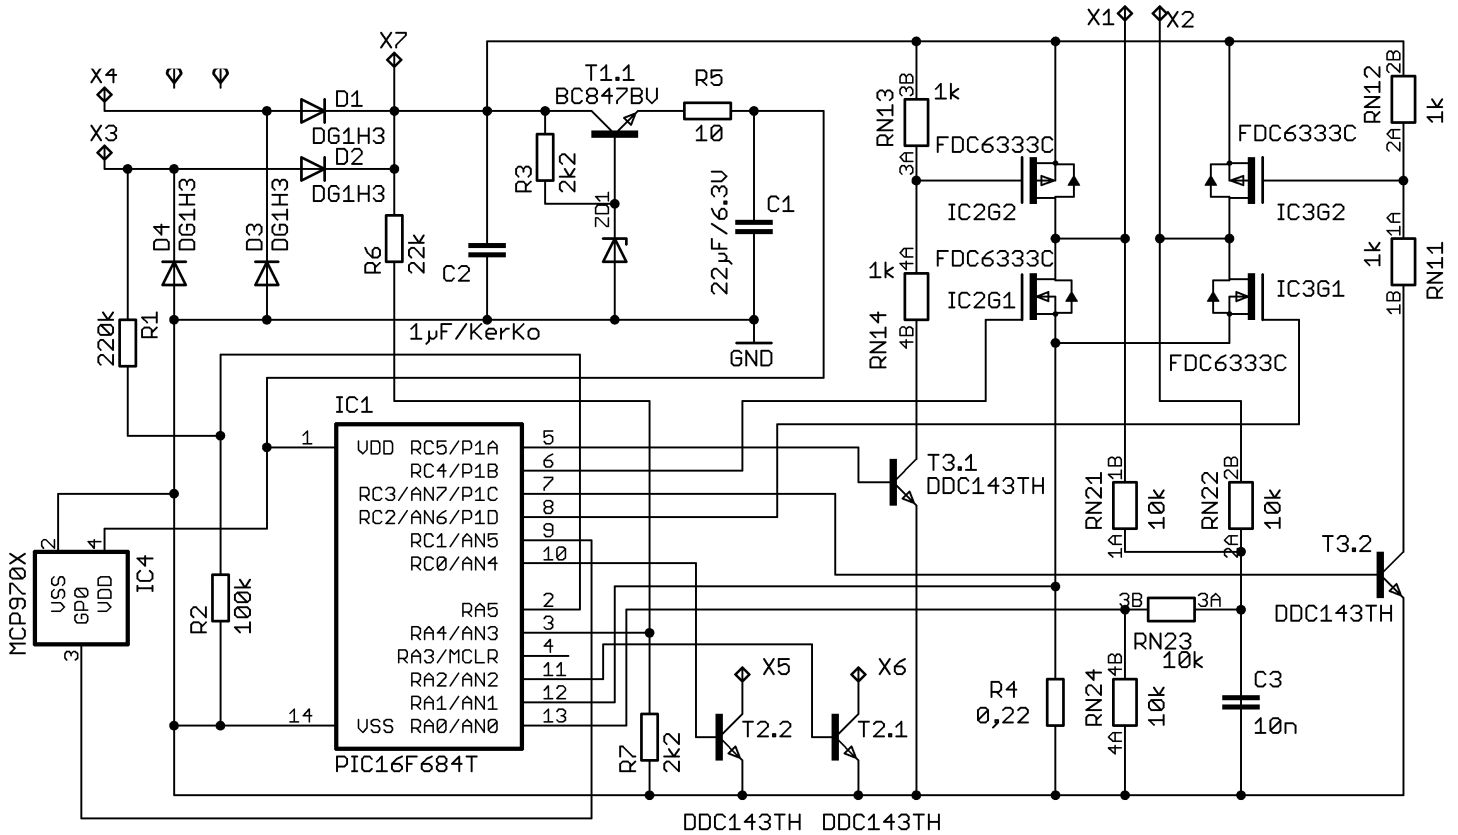 X1
X2
X7
X4
X3
D1
DG1H3
D2
DG1H3
T1.1
BC847BV
R5
10
R3
2k2
ZD1
22µF/6.3V
C1
D4
DG1H3
D3
DG1H3
R6
22k
C2
1µF/KerKo
GND
220k
R1
RN13
3B
1k
3A
FDC6333C
IC2G2
FDC6333C
IC2G1
1k
4A
RN14
4B
FDC6333C
IC3G2
IC3G1
FDC6333C
RN12
2B
1k
2A
1k
1A
RN11
1B
IC1
1
VDD
14
VSS
RC5/P1A
5
RC4/P1B
6
RC3/AN7/P1C
7
RC2/AN6/P1D
8
RC1/AN5
9
RC0/AN4
10
RA5
2
RA4/AN3
3
RA3/MCLR
4
RA2/AN2
11
RA1/AN1
12
RA0/AN0
13
PIC16F684T
MCP970X
2
4
VSS
GP0
VDD
IC4
3
R2
100k
R7
2k2
X5
T2.2
DDC143TH
X6
T2.1
DDC143TH
T3.1
DDC143TH
T3.2
DDC143TH
RN21
1B
10k
1A
RN22
2B
10k
2A
3B
3A
RN23
10k
RN24
4B
10k
4A
R4
0,22
C3
10n